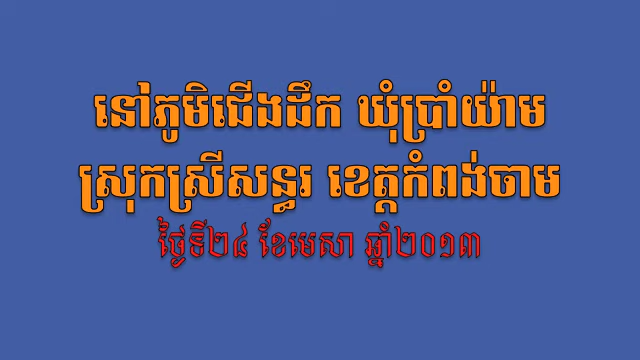 នៅភូមិជើងដឹក ឃុំប្រាំយ៉ាម
ស្រុកស្រីសន្ធរ ខេត្តកំពង់ចាម
ថ្ងៃទី២៤ ខែមេសា ឆ្នាំ២០១៣